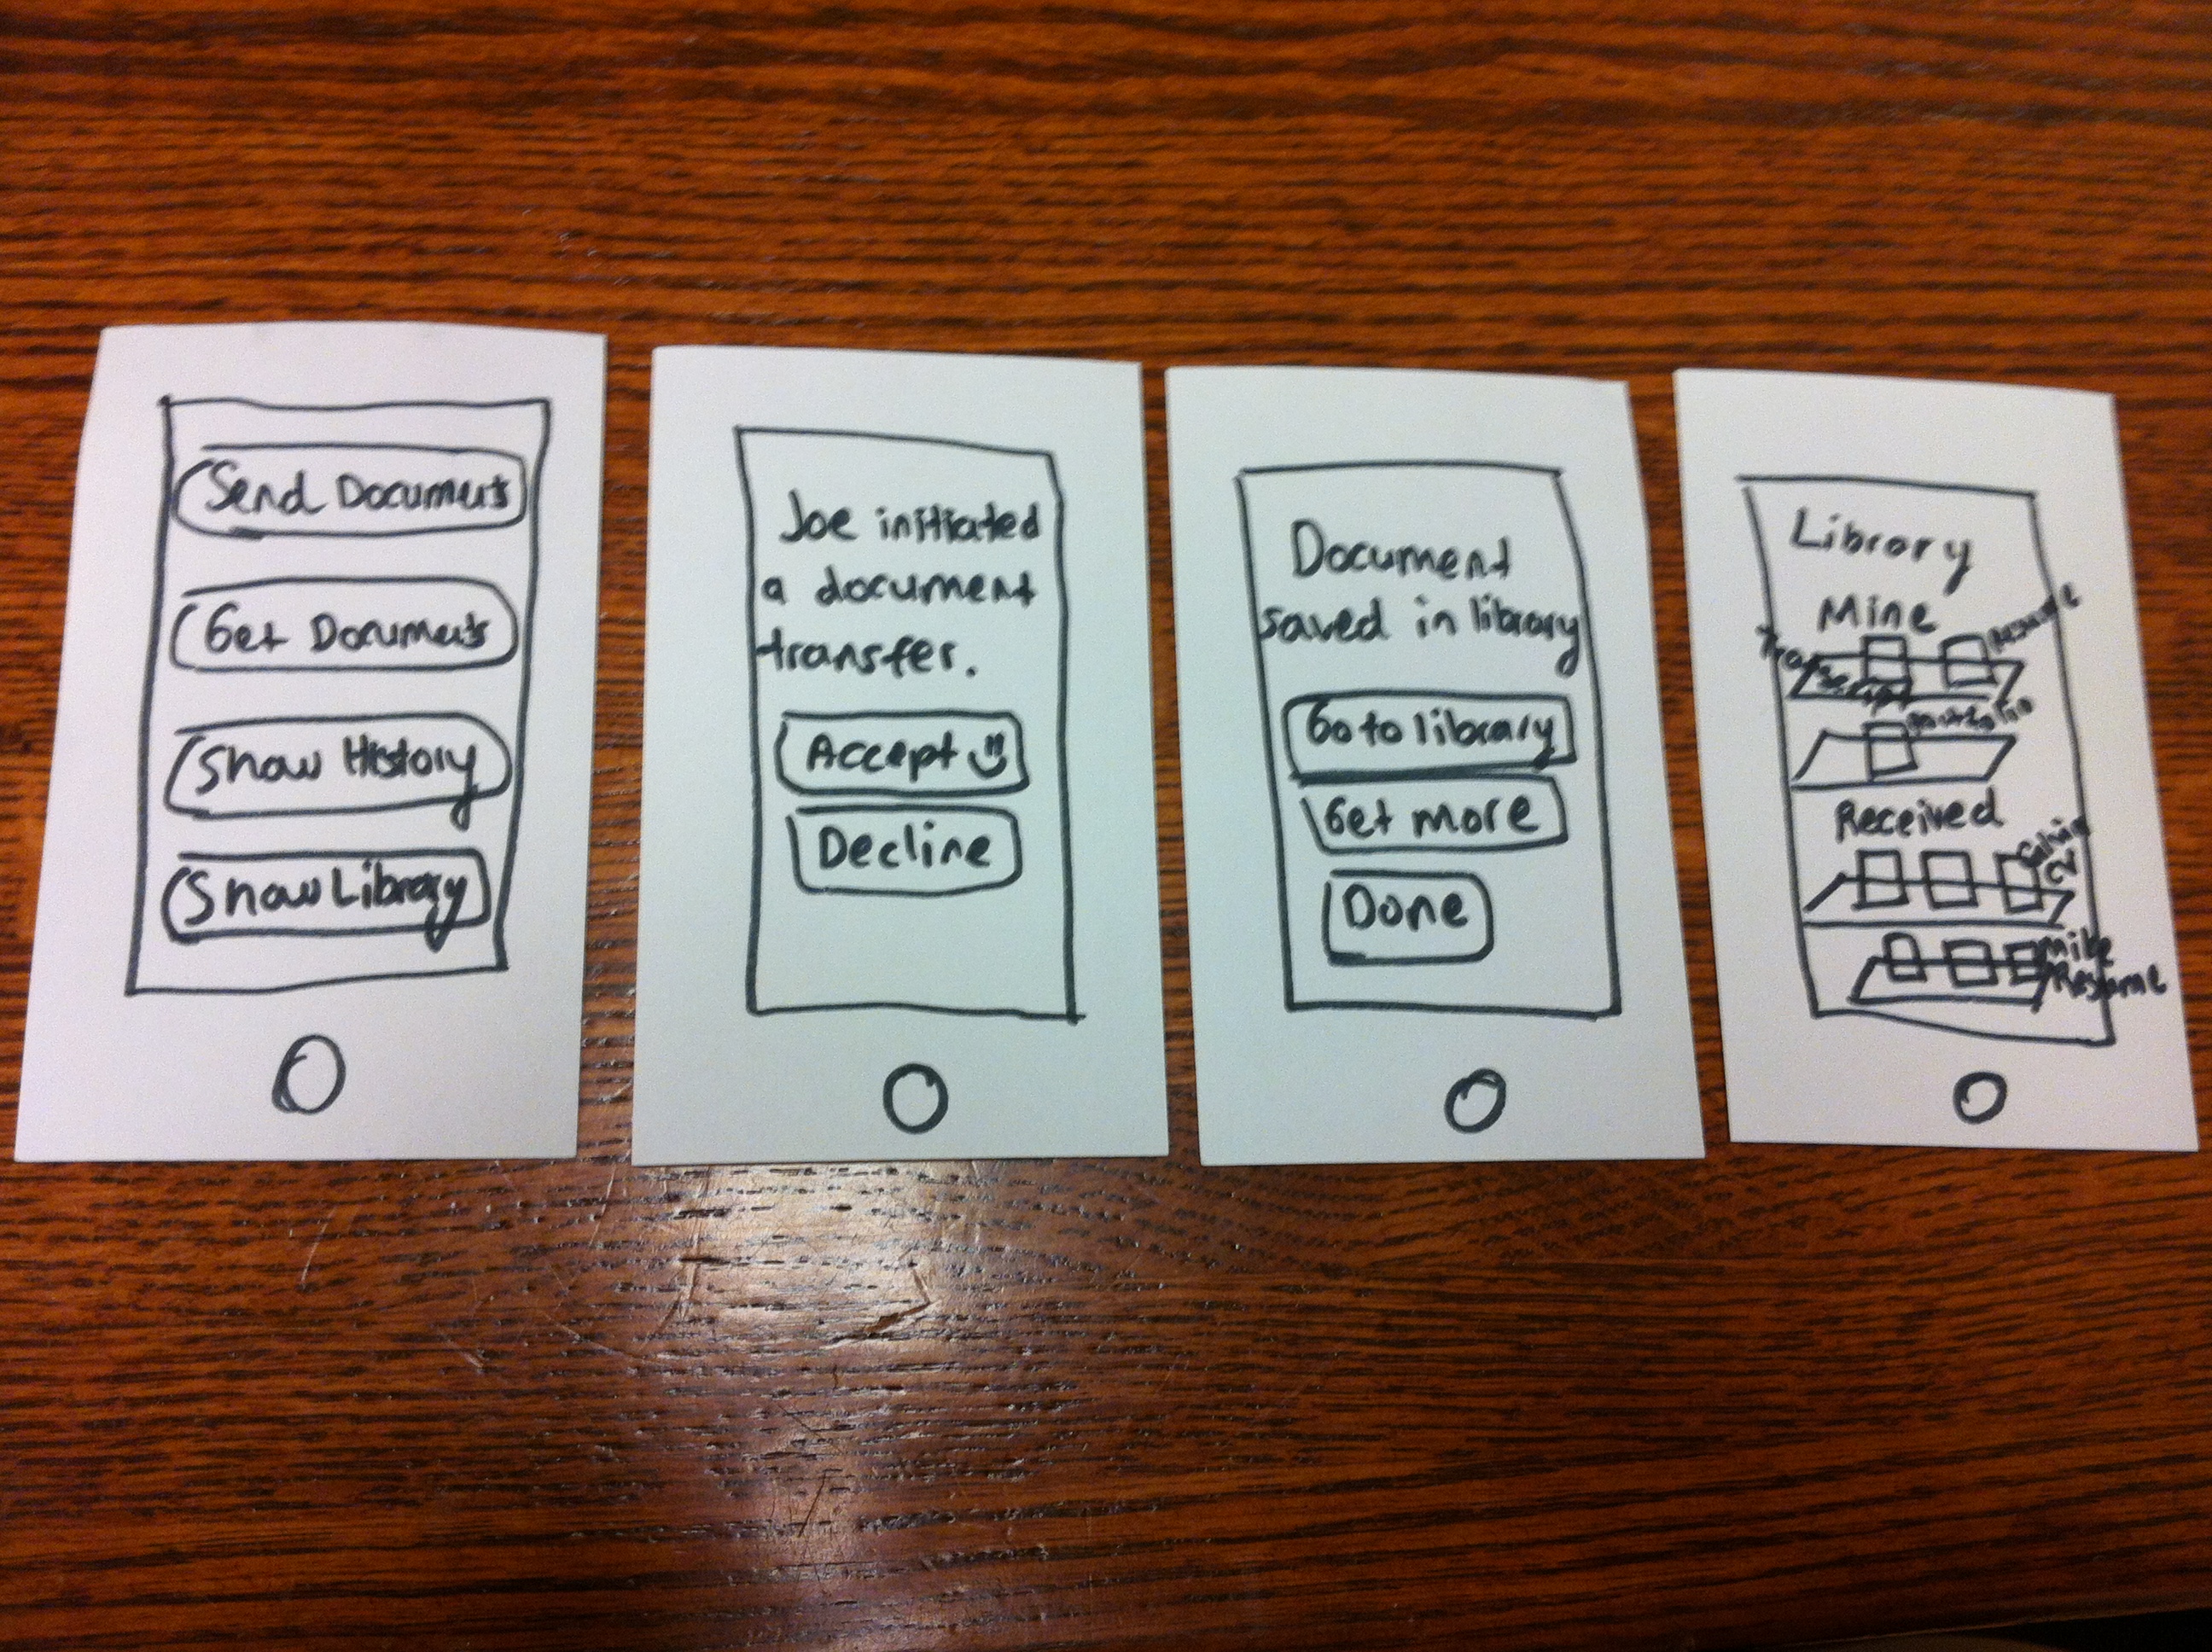 Send Documents
Get Documents
Show History
Show Library
Joe initiated
a document
transfer.
Accept
Decline
Document
saved in library
Go to library
Get more
Done
Library
Mine
Transcript
Resume
Portfolio
Received
Calvin
CV
Mike
Resume